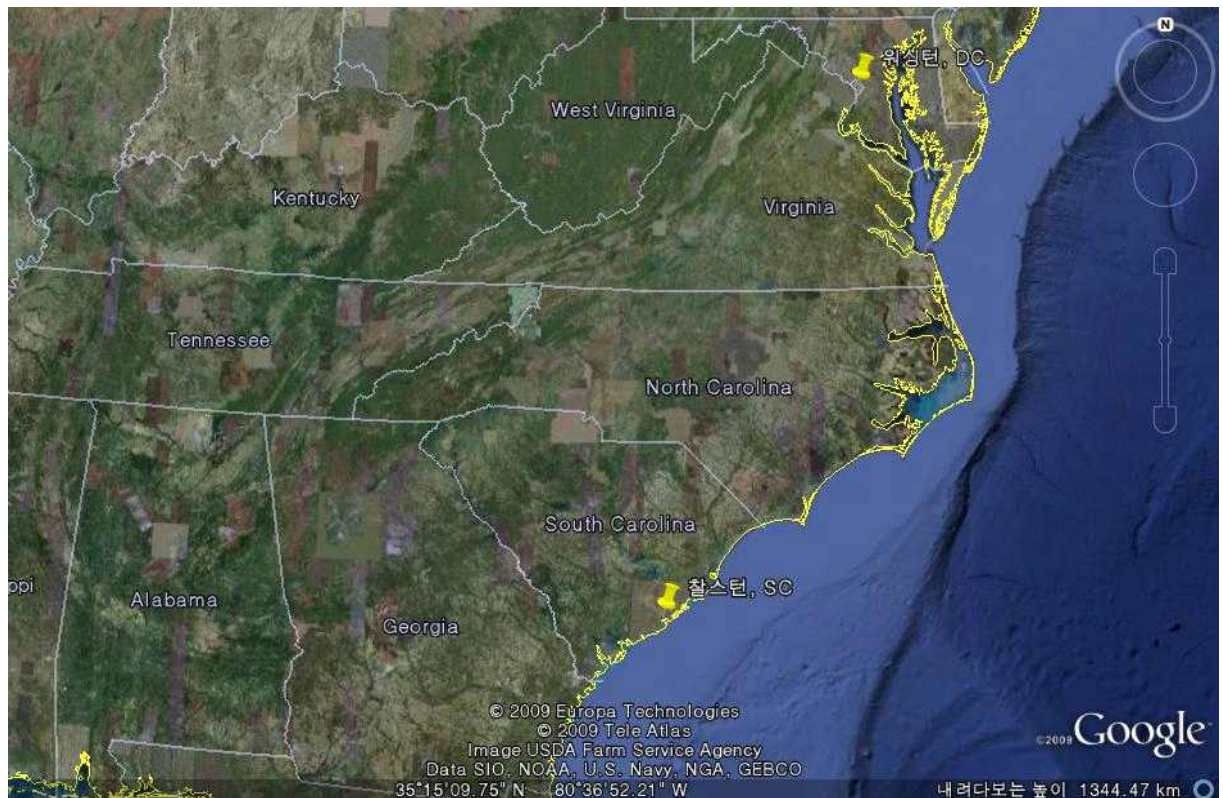 N
워싱턴, DC
West Virginia
Kentucky
Virginia
Tennessee
North Carolina
South Carolina
찰스턴, SC
ppi
Alabama
Georgia
© 2009 Europa Technologies
© 2009 Tele Atlas
Image USDA Farm Service Agency
Data SIO, NOAA, U.S. Navy, NGA, GEBCO
©2009 Google™
35°15'09.75" N 80°36'52.21" W
내려다보는 높이 1344.47 km